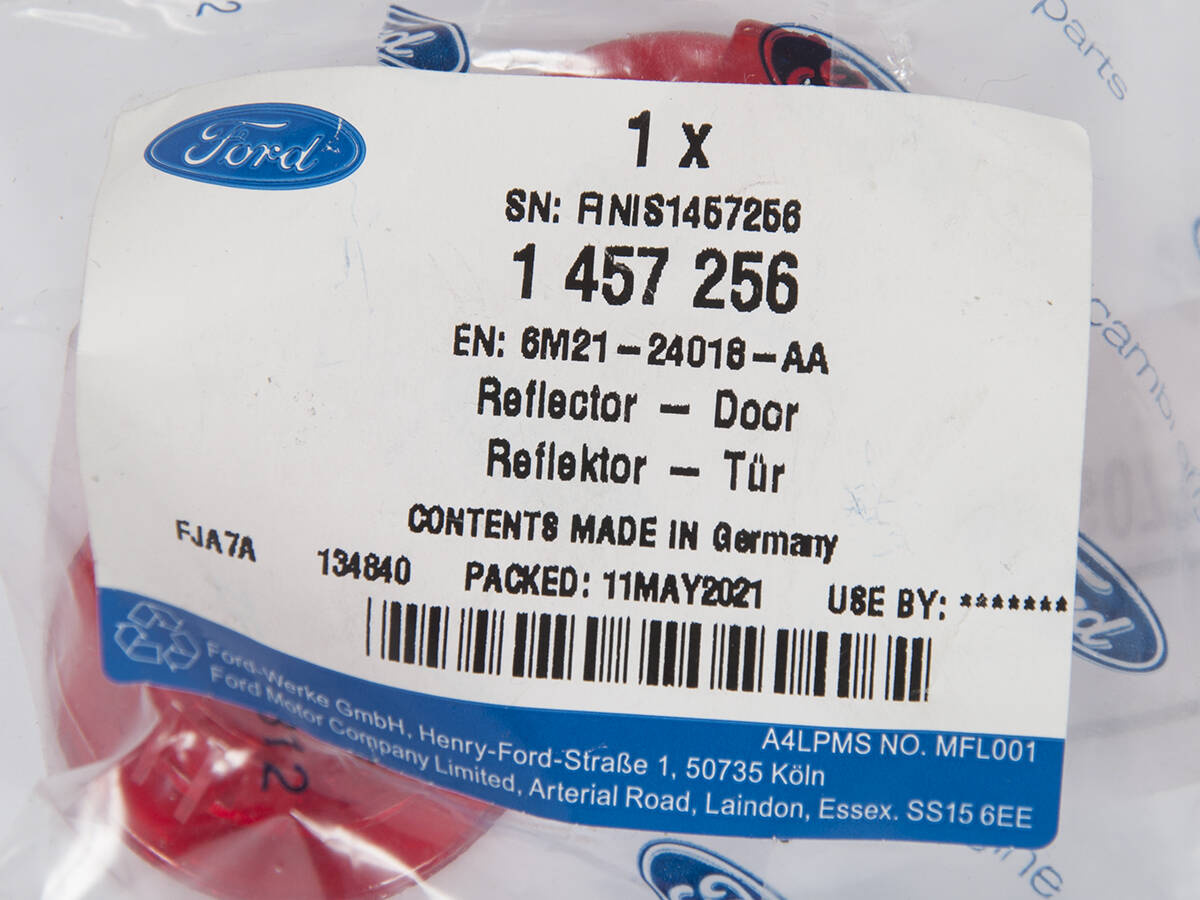 parts
Ford
1 x
SN: FINIS1457256
1 457 256
EN: 6M21-24018-AA
Reflector - Door
Reflektor - Tür
CONTENTS MADE IN Germany
FJA7A 134840 PACKED: 11MAY2021 USE BY: *******
A4LPMS NO. MFL001
Ford-Werke GmbH, Henry-Ford-Straße 1, 50735 Köln
Ford Motor Company Limited, Arterial Road, Laindon, Essex. SS15 6EE